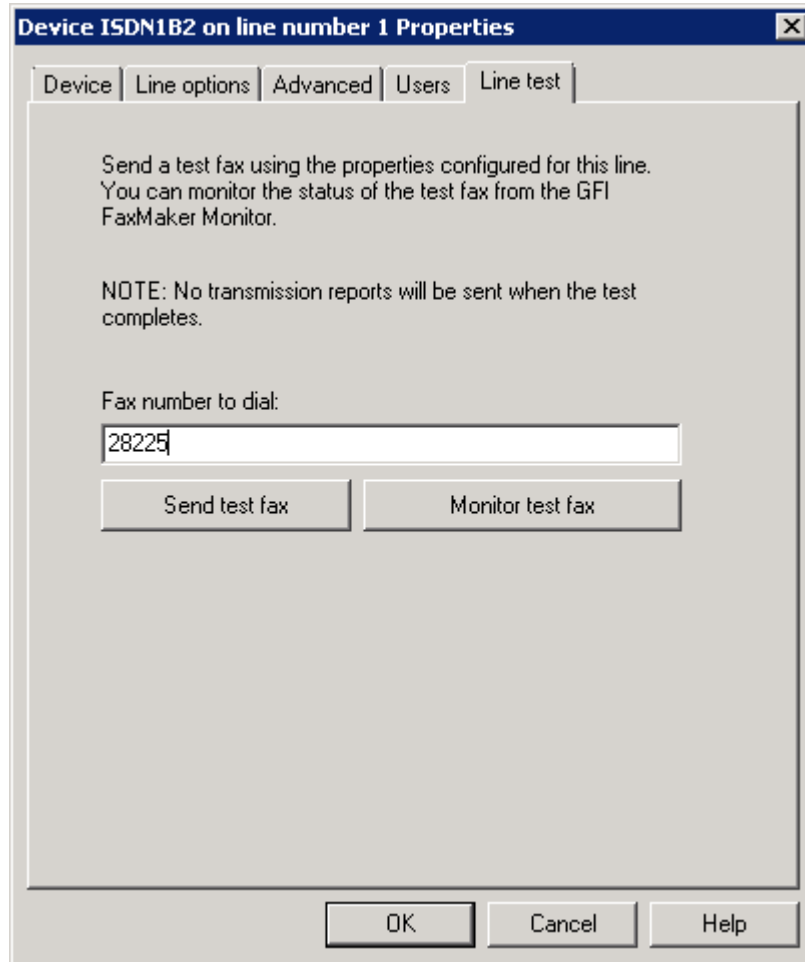 Device ISDN1B2 on line number 1 Properties
Device Line options Advanced Users Line test
Send a test fax using the properties configured for this line.
You can monitor the status of the test fax from the GFI
FaxMaker Monitor.
NOTE: No transmission reports will be sent when the test
completes.
Fax number to dial:
28225
Send test fax Monitor test fax
OK Cancel Help